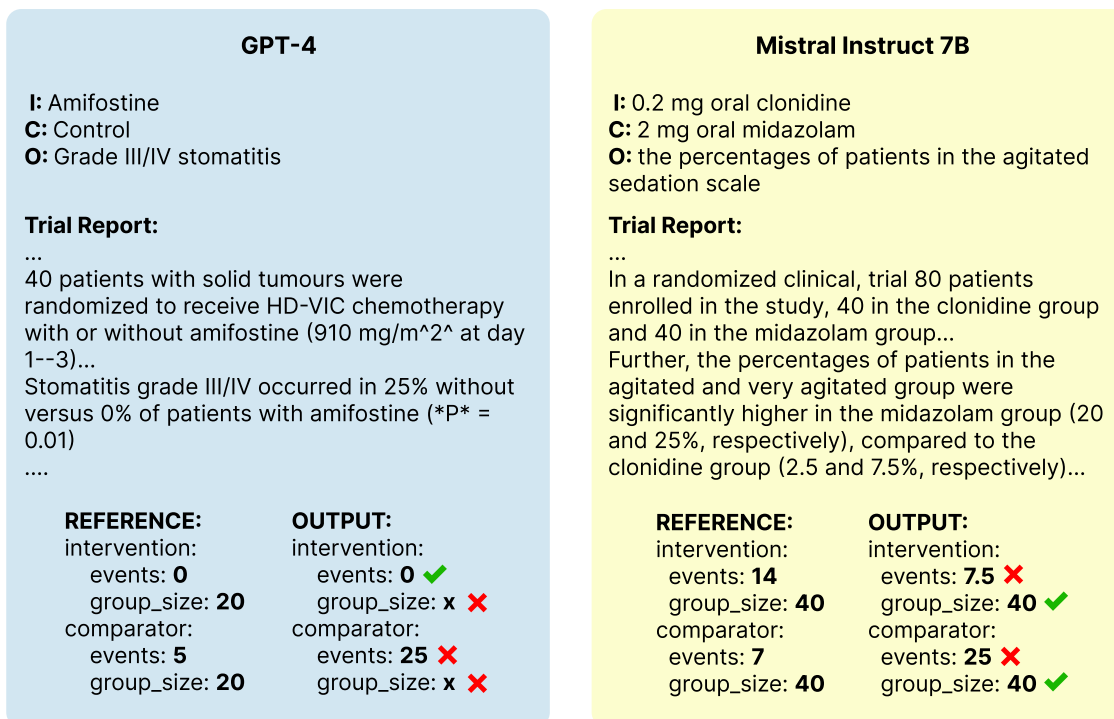 GPT-4
I: Amifostine
C: Control
O: Grade III/IV stomatitis
Trial Report:
...
40 patients with solid tumours were
randomized to receive HD-VIC chemotherapy
with or without amifostine (910 mg/m^2^ at day
1--3)...
Stomatitis grade III/IV occurred in 25% without
versus 0% of patients with amifostine (*P* =
0.01)
....
REFERENCE:
intervention:
events: 0
group_size: 20
comparator:
events: 5
group_size: 20
OUTPUT:
intervention:
events: 0
group_size: x
comparator:
events: 25
group_size: x
Mistral Instruct 7B
I: 0.2 mg oral clonidine
C: 2 mg oral midazolam
O: the percentages of patients in the agitated
sedation scale
Trial Report:
...
In a randomized clinical, trial 80 patients
enrolled in the study, 40 in the clonidine group
and 40 in the midazolam group...
Further, the percentages of patients in the
agitated and very agitated group were
significantly higher in the midazolam group (20
and 25%, respectively), compared to the
clonidine group (2.5 and 7.5%, respectively)...
REFERENCE:
intervention:
events: 14
group_size: 40
comparator:
events: 7
group_size: 40
OUTPUT:
intervention:
events: 7.5
group_size: 40
comparator:
events: 25
group_size: 40